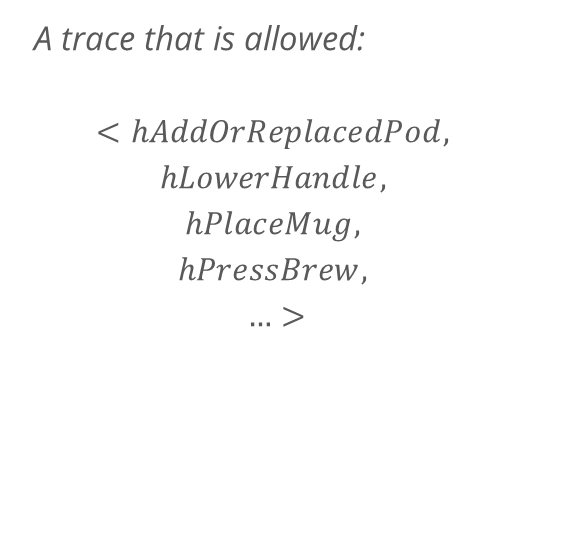 A trace that is allowed:
< hAddOrReplacedPod,
hLowerHandle,
hPlaceMug,
hPressBrew,
... >